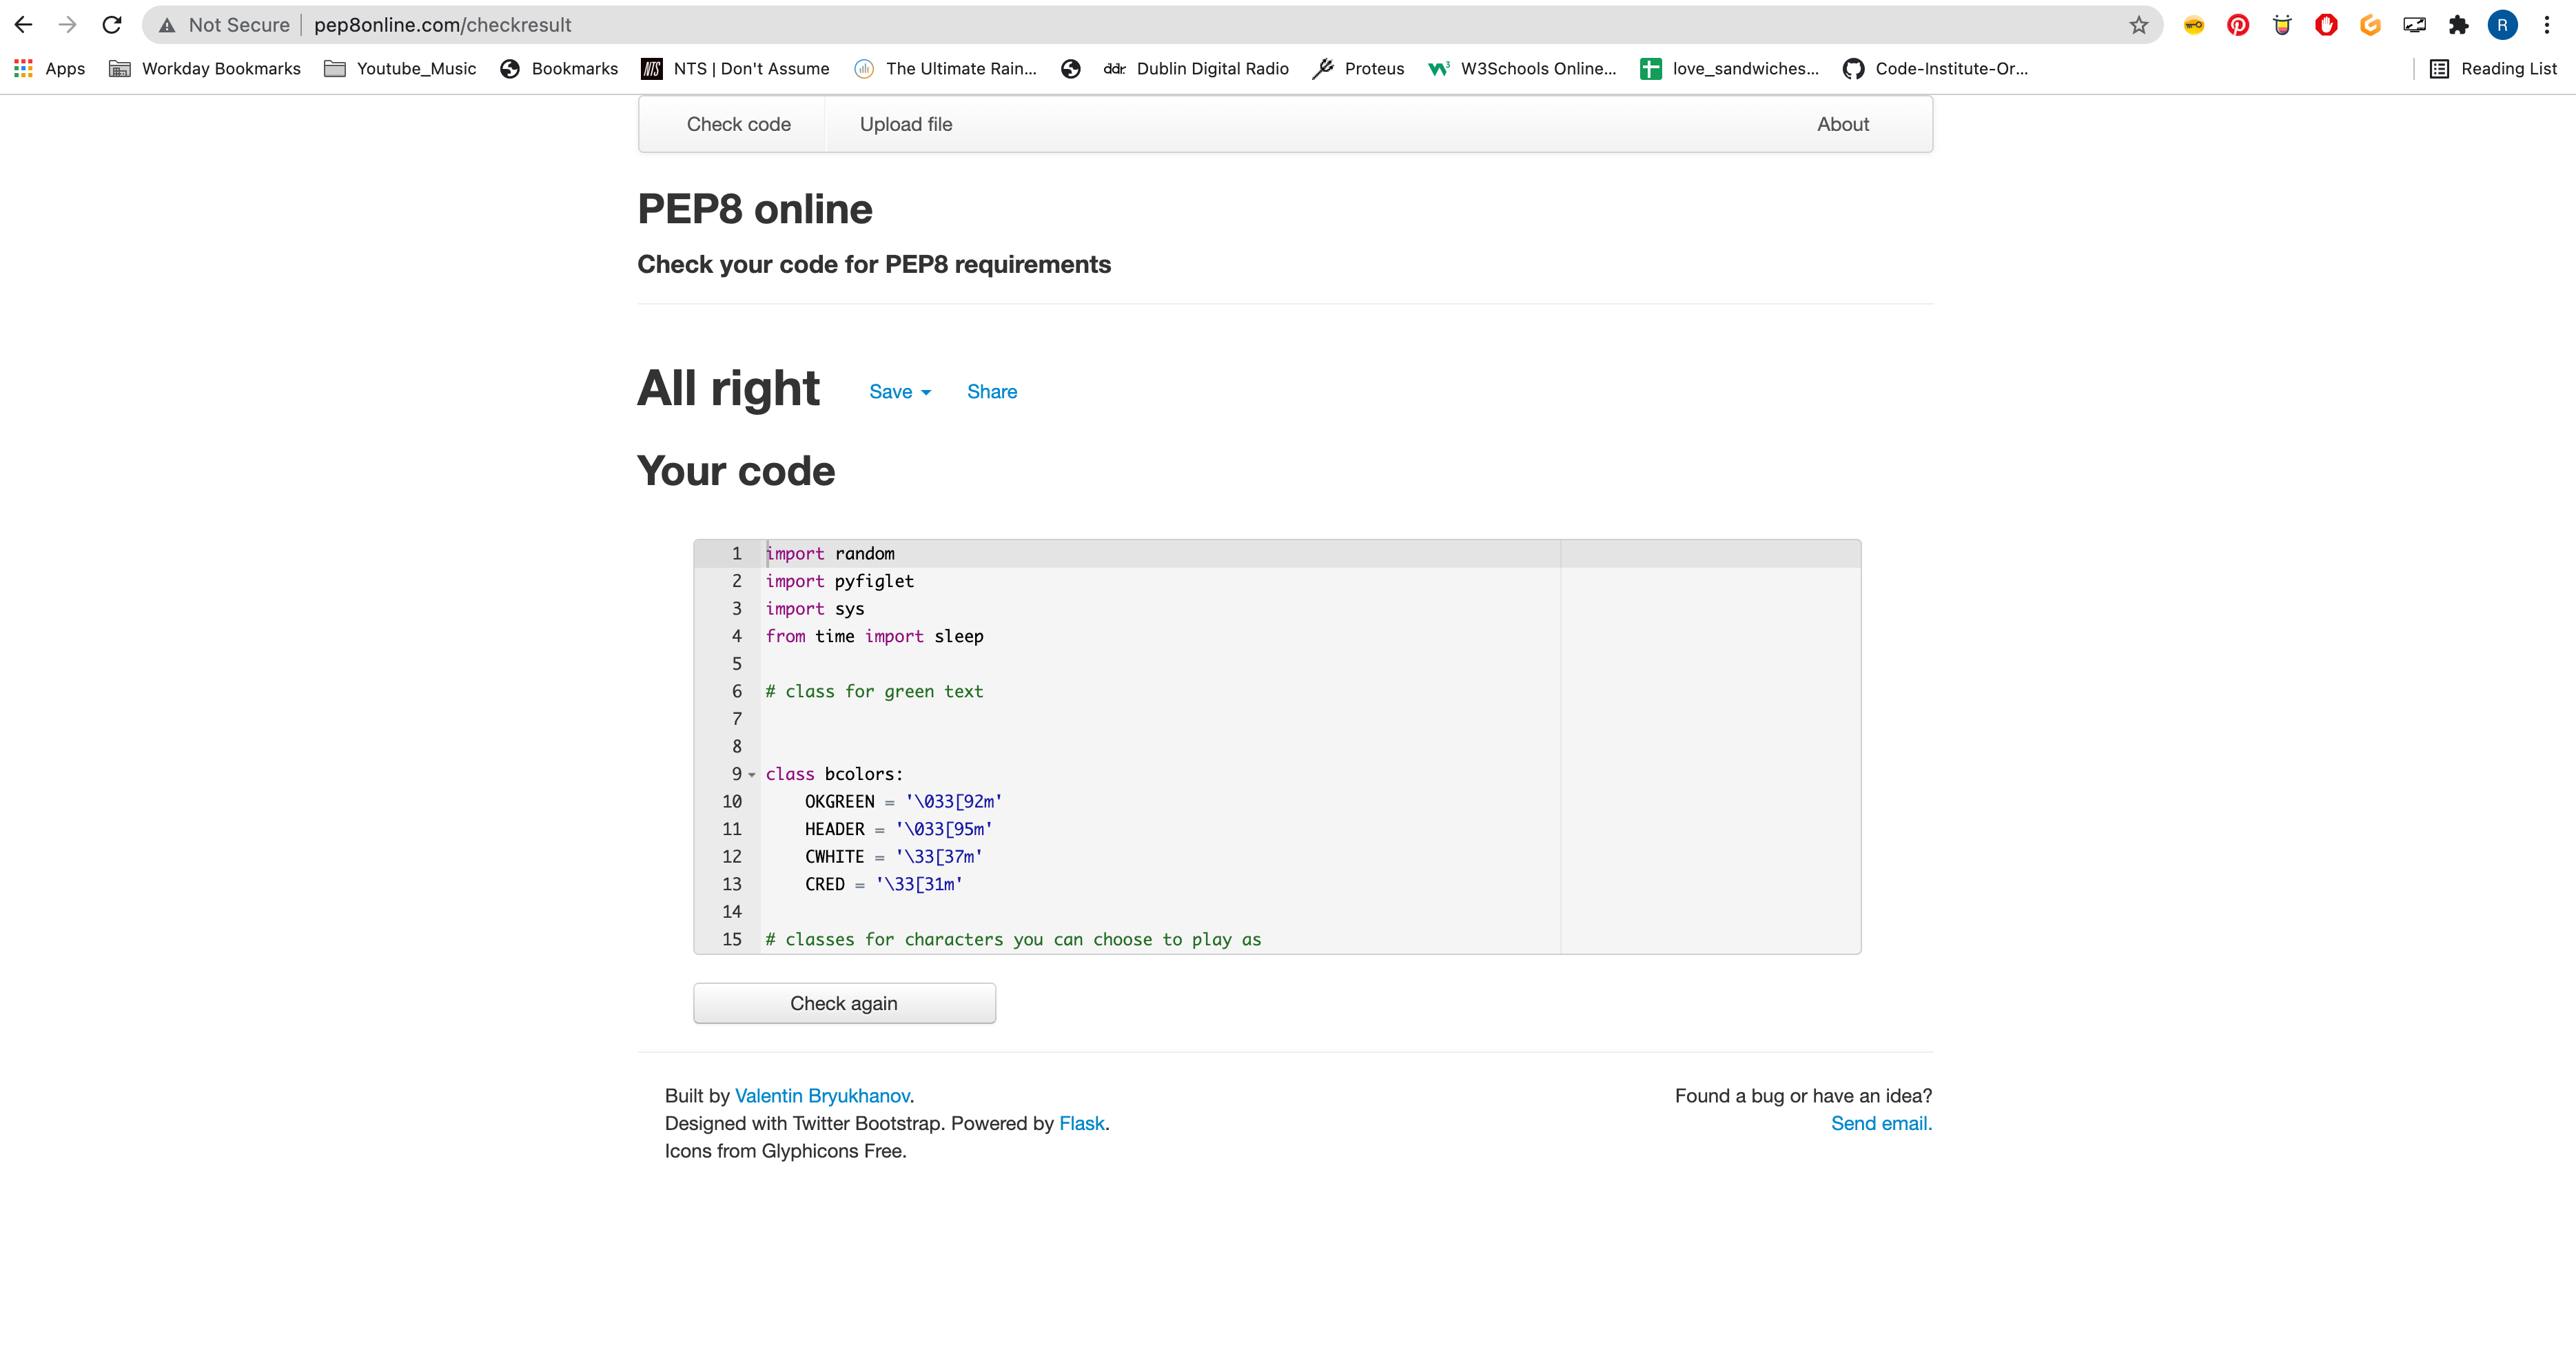 Not Secure | pep8online.com/checkresult
R
Apps Workday Bookmarks Youtube_Music Bookmarks NTS NTS | Don't Assume The Ultimate Rain... ddr Dublin Digital Radio Proteus W3Schools Online... love_sandwiches... Code-Institute-Or... Reading List
Check code Upload file About
PEP8 online
Check your code for PEP8 requirements
All right Save Share
Your code
1 import random
2 import pyfiglet
3 import sys
4 from time import sleep
5
6 # class for green text
7
8
9 class bcolors:
10 OKGREEN = '\033[92m'
11 HEADER = '\033[95m'
12 CWHITE = '\33[37m'
13 CRED = '\33[31m'
14
15 # classes for characters you can choose to play as
Check again
Built by Valentin Bryukhanov.
Designed with Twitter Bootstrap. Powered by Flask.
Icons from Glyphicons Free.
Found a bug or have an idea?
Send email.